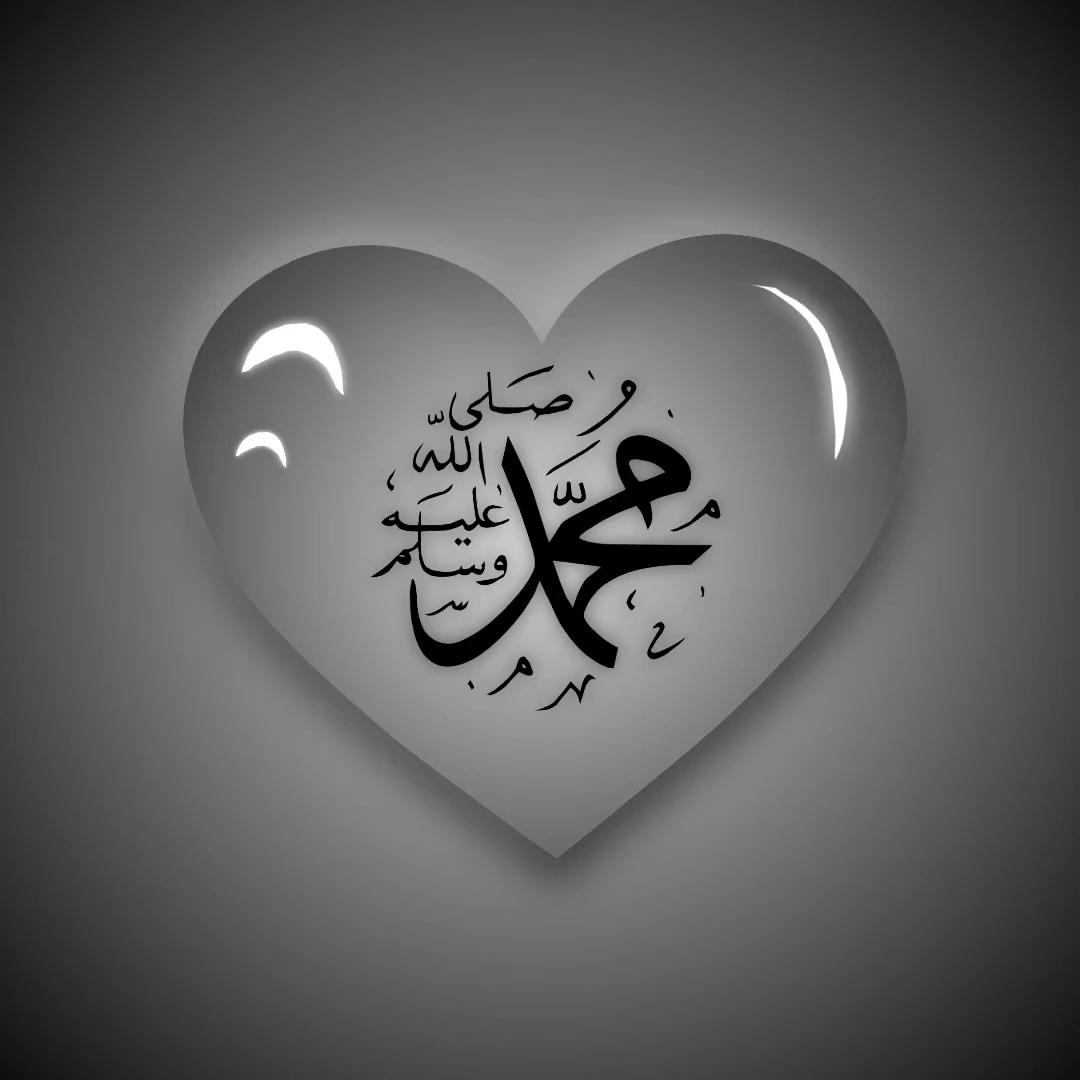 محمد
صلى
الله
عليه
وسلم